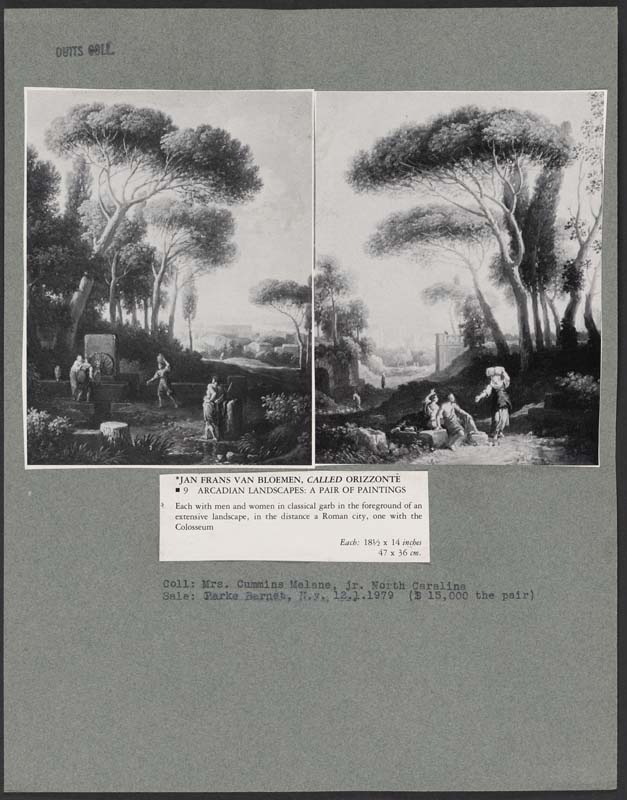 DUITS COLL.
*JAN FRANS VAN BLOEMEN, CALLED ORIZZONTE
■ 9 ARCADIAN LANDSCAPES: A PAIR OF PAINTINGS
Each with men and women in classical garb in the foreground of an
extensive landscape, in the distance a Roman city, one with the
Colosseum
Each: 18½ x 14 inches
47 x 36 cm.
Coll: Mrs. Cummins Melane, jr. North Carolina
Sale: Parke Barnet, N.y. 12.1.1979 ($ 15,000 the pair)